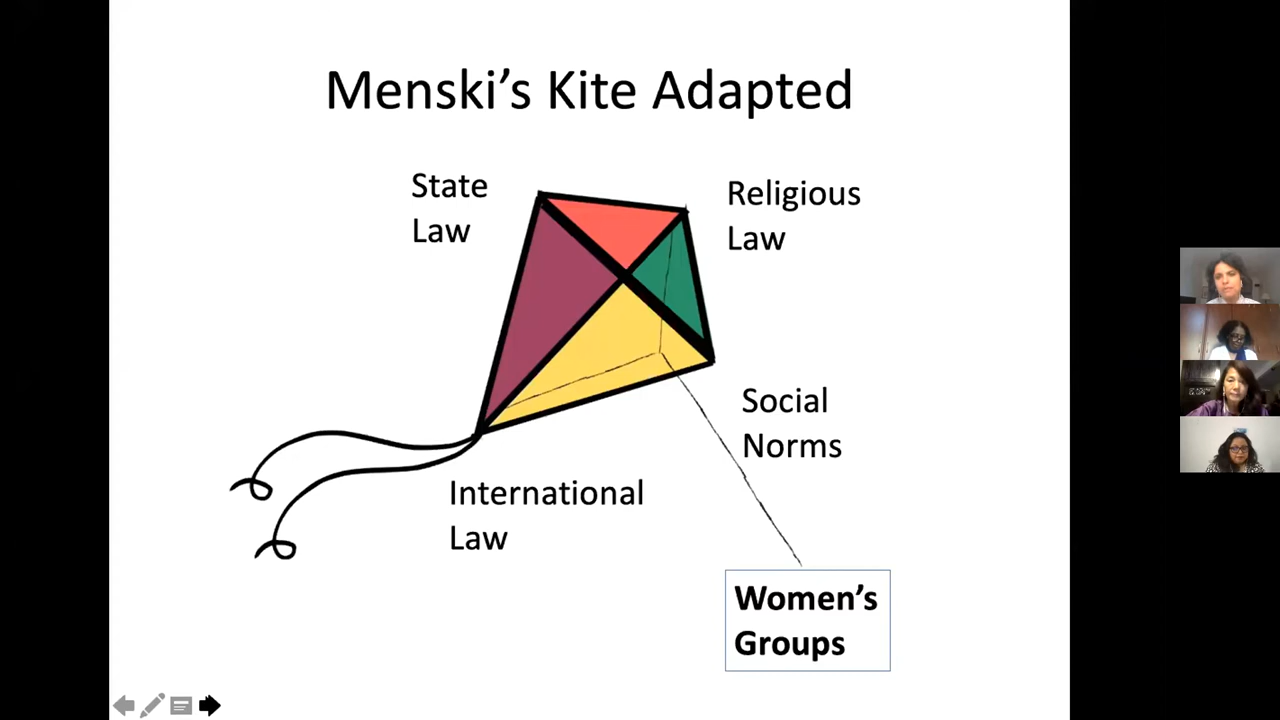 Menski's Kite Adapted
State
Law
Religious
Law
Social
Norms
International
Law
Women's
Groups